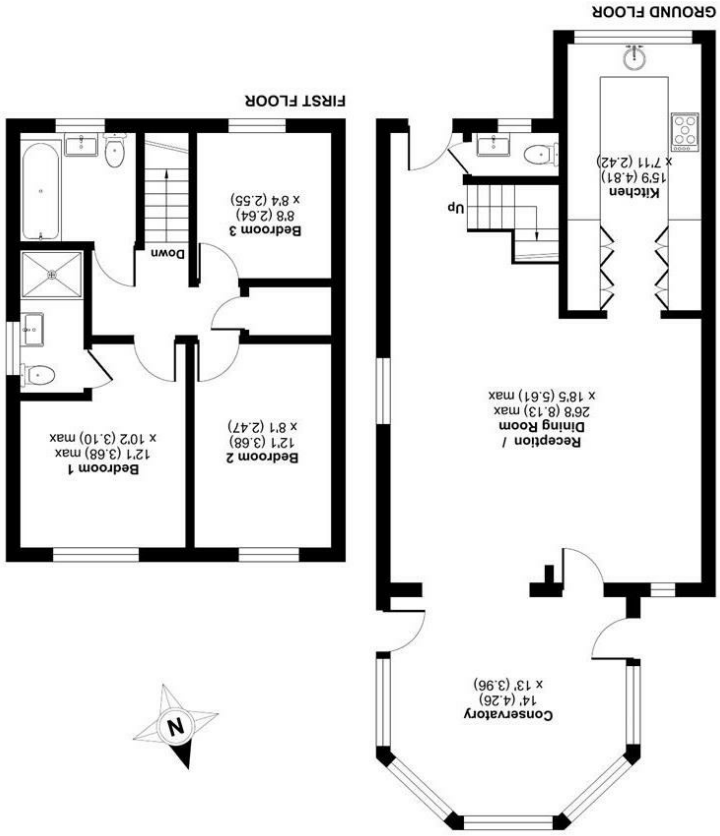 GROUND FLOOR
Kitchen
15'9 (4.81)
x 7'11 (2.42)
Up
Reception /
Dining Room
26'8 (8.13) max
x 18'5 (5.61) max
Conservatory
14' (4.26)
x 13' (3.96)
FIRST FLOOR
Bedroom 3
8'8 (2.64)
x 8'4 (2.55)
Down
Bedroom 2
12'1 (3.68)
x 8'1 (2.47)
Bedroom 1
12'1 (3.68) max
x 10'2 (3.10) max
N